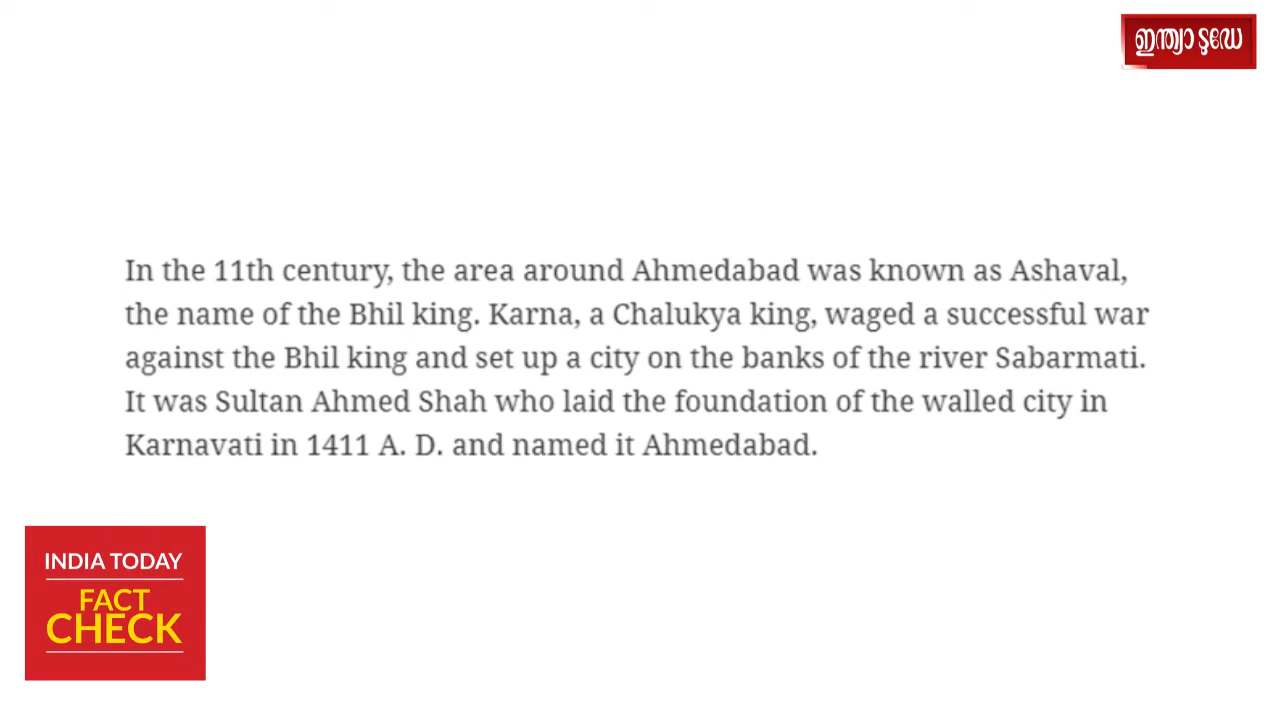 ഇന്ത്യാ ടുഡേ
In the 11th century, the area around Ahmedabad was known as Ashaval,
the name of the Bhil king. Karna, a Chalukya king, waged a successful war
against the Bhil king and set up a city on the banks of the river Sabarmati.
It was Sultan Ahmed Shah who laid the foundation of the walled city in
Karnavati in 1411 A. D. and named it Ahmedabad.
INDIA TODAY
FACT
CHECK